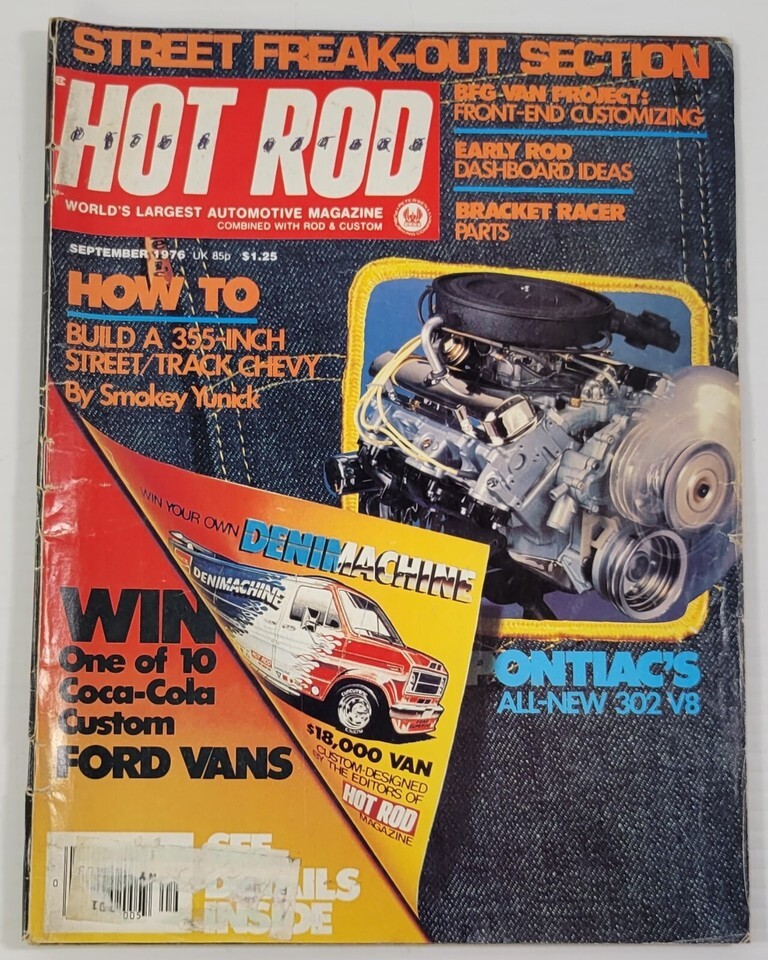 STREET FREAK-OUT SECTION
HOT ROD
WORLD'S LARGEST AUTOMOTIVE MAGAZINE
COMBINED WITH ROD & CUSTOM
SEPTEMBER 1976 UK 85p $1.25
BFG VAN PROJECT:
FRONT-END CUSTOMIZING
EARLY ROD
DASHBOARD IDEAS
BRACKET RACER
PARTS
HOW TO
BUILD A 355-INCH
STREET/TRACK CHEVY
By Smokey Yunick
WIN YOUR OWN DENIMACHINE
DENIMACHINE
$18,000 VAN
CUSTOM-DESIGNED
BY THE EDITORS OF
HOT ROD
MAGAZINE
WIN
One of 10
Coca-Cola
Custom
FORD VANS
PONTIAC'S
ALL-NEW 302 V8
SEE
DETAILS
INSIDE